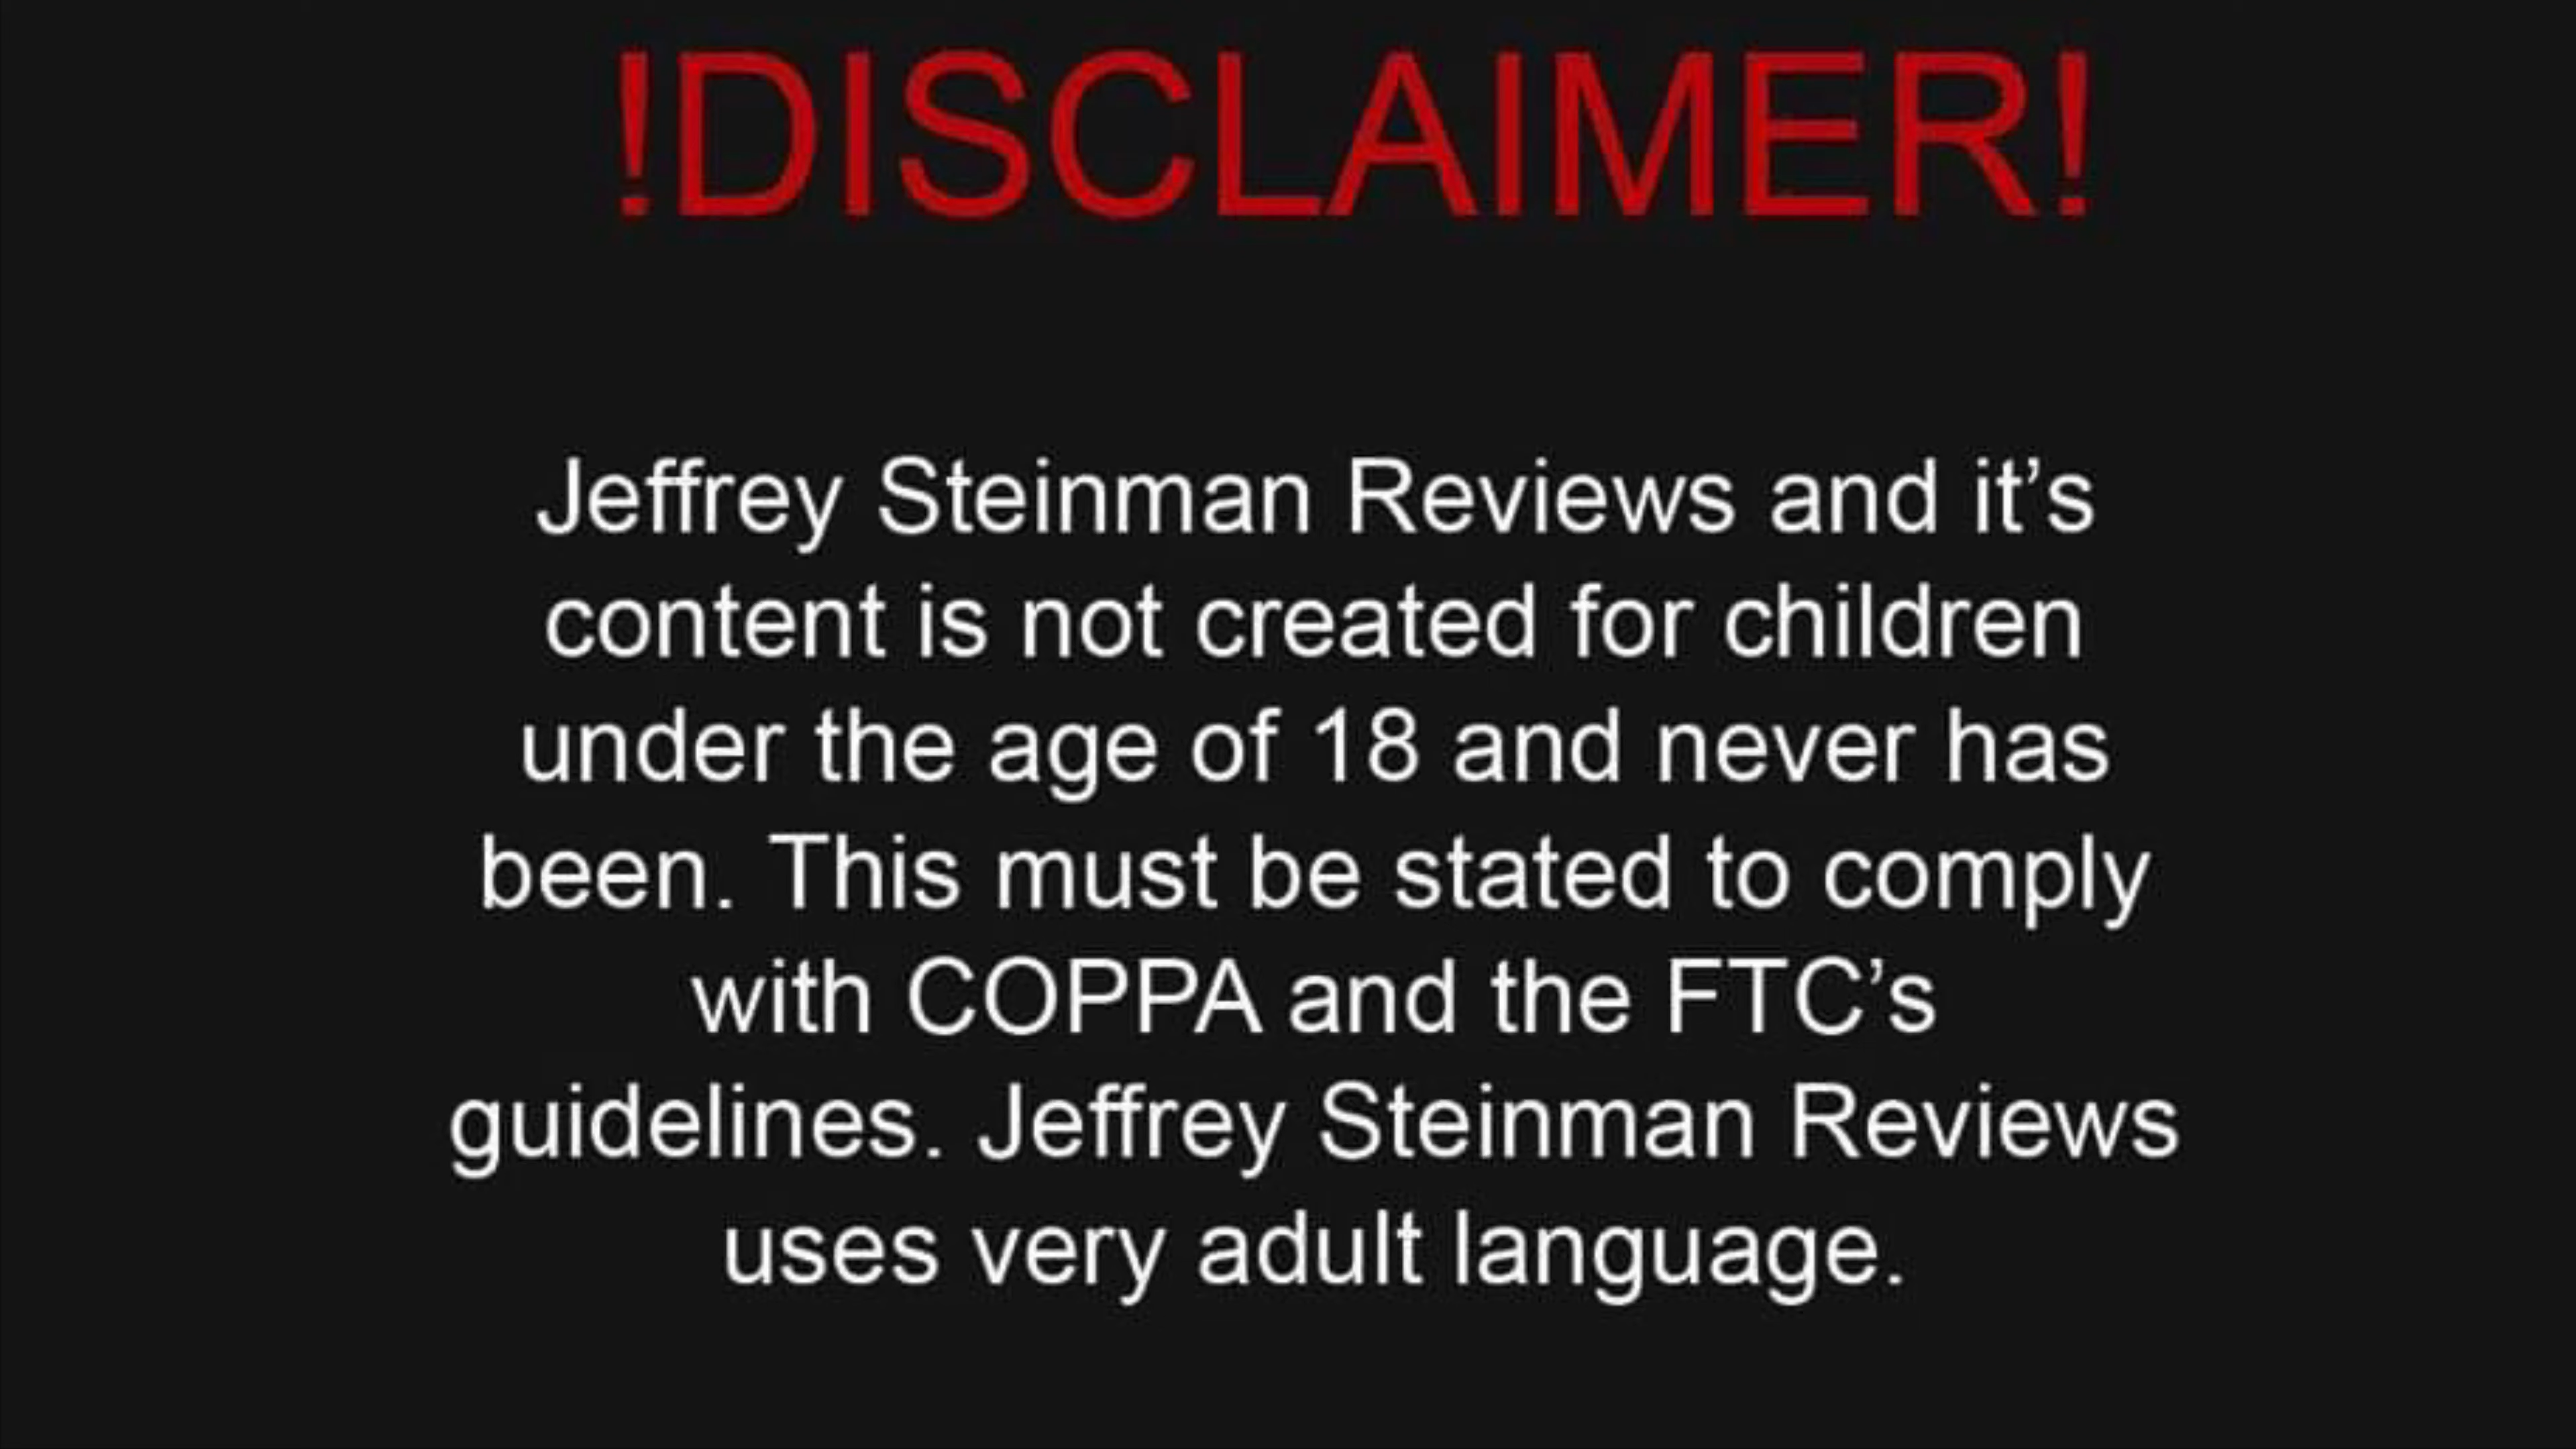 !DISCLAIMER!
Jeffrey Steinman Reviews and it’s
content is not created for children
under the age of 18 and never has
been. This must be stated to comply
with COPPA and the FTC’s
guidelines. Jeffrey Steinman Reviews
uses very adult language.